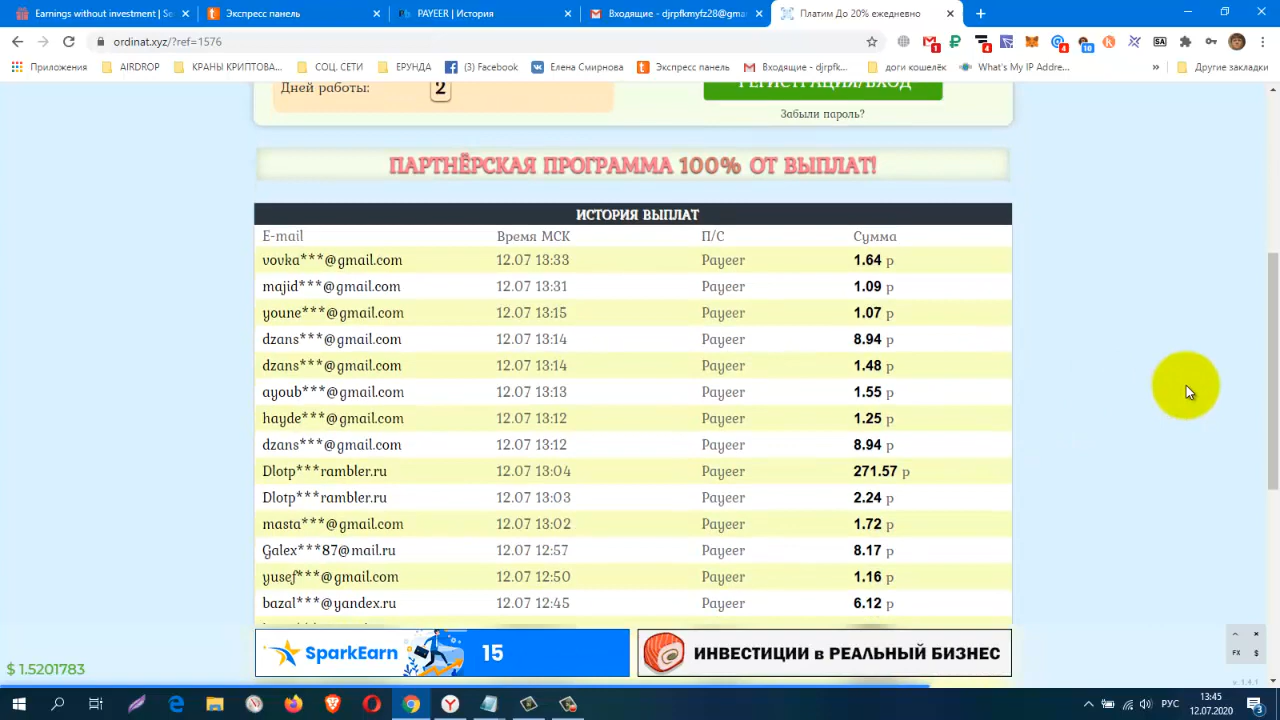 Earnings without investment | Se
Экспресс панель
PAYEER | История
Входящие - djrpfkmyfz28@gmai
Платим До 20% ежедневно
ordinat.xyz/?ref=1576
Приложения
AIRDROP
КРАНЫ КРИПТОВА...
СОЦ. СЕТИ
ЕРУНДА
(3) Facebook
Елена Смирнова
Экспресс панель
Входящие - djrpfk...
доги кошелёк
What's My IP Addre...
Другие закладки
Дней работы: 2
РЕГИСТРАЦИЯ/ВХОД
Забыли пароль?
ПАРТНЁРСКАЯ ПРОГРАММА 100% ОТ ВЫПЛАТ!
ИСТОРИЯ ВЫПЛАТ
E-mail Время МСК П/С Сумма
vovka***@gmail.com 12.07 13:33 Payeer 1.64 р
majid***@gmail.com 12.07 13:31 Payeer 1.09 р
youne***@gmail.com 12.07 13:15 Payeer 1.07 р
dzans***@gmail.com 12.07 13:14 Payeer 8.94 р
dzans***@gmail.com 12.07 13:14 Payeer 1.48 р
ayoub***@gmail.com 12.07 13:13 Payeer 1.55 р
hayde***@gmail.com 12.07 13:12 Payeer 1.25 р
dzans***@gmail.com 12.07 13:12 Payeer 8.94 р
Dlotp***rambler.ru 12.07 13:04 Payeer 271.57 р
Dlotp***rambler.ru 12.07 13:03 Payeer 2.24 р
masta***@gmail.com 12.07 13:02 Payeer 1.72 р
Galex***87@mail.ru 12.07 12:57 Payeer 8.17 р
yusef***@gmail.com 12.07 12:50 Payeer 1.16 р
bazal***@yandex.ru 12.07 12:45 Payeer 6.12 р
SparkEarn 15
ИНВЕСТИЦИИ в РЕАЛЬНЫЙ БИЗНЕС
FX $
$ 1.5201783
v. 1.4.1
РУС
13:45
12.07.2020
3